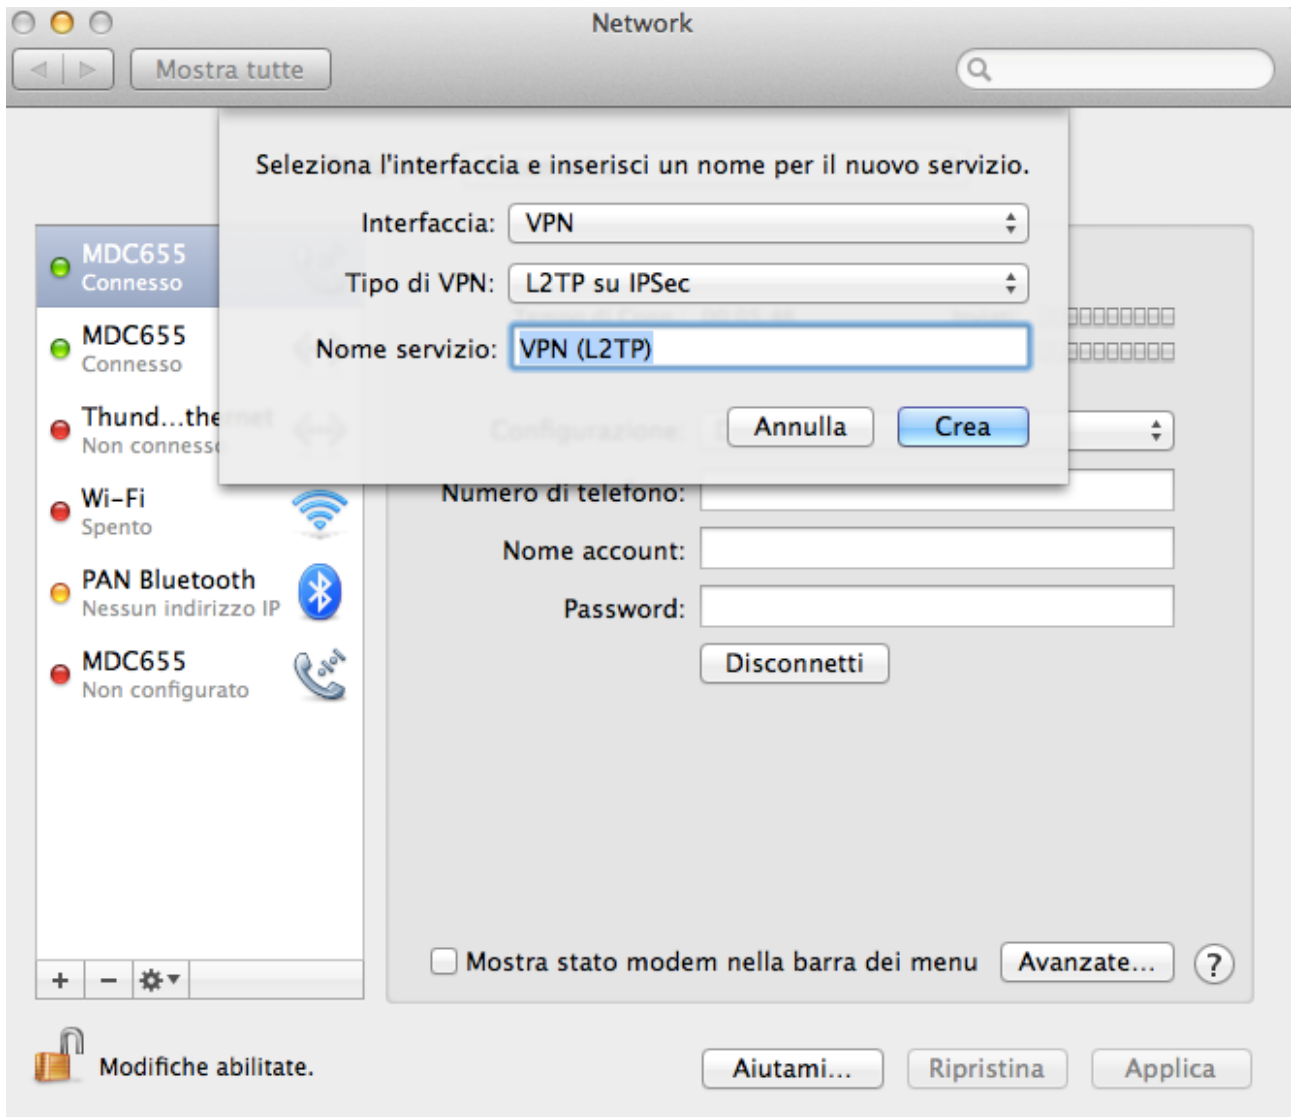 Network
Mostra tutte
Seleziona l'interfaccia e inserisci un nome per il nuovo servizio.
Interfaccia: VPN
Tipo di VPN: L2TP su IPSec
Nome servizio: VPN (L2TP)
Annulla Crea
MDC655
Connesso
MDC655
Connesso
Thund...thernet
Non connesso
Wi-Fi
Spento
PAN Bluetooth
Nessun indirizzo IP
MDC655
Non configurato
Configurazione:
Numero di telefono:
Nome account:
Password:
Disconnetti
Mostra stato modem nella barra dei menu Avanzate... ?
Modifiche abilitate.
Aiutami... Ripristina Applica